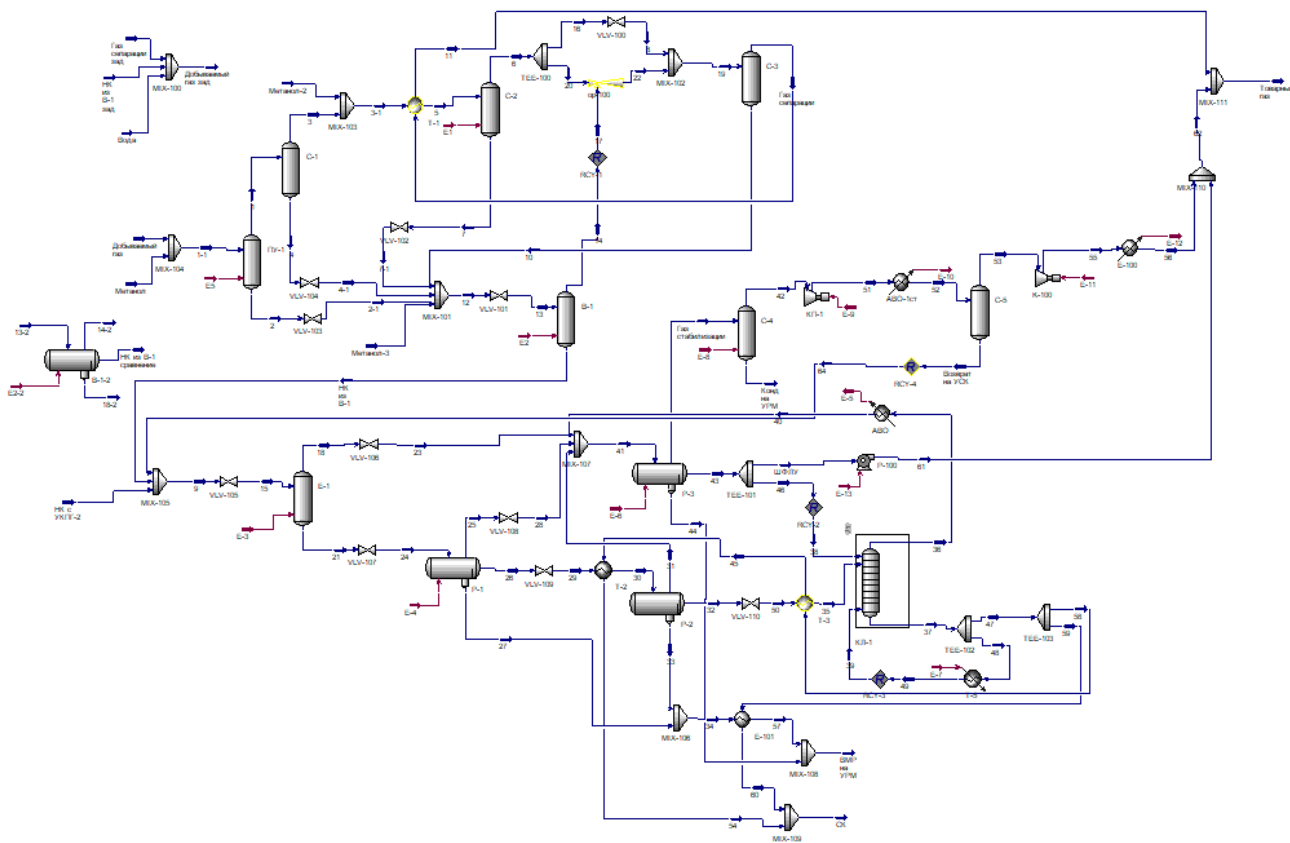 Газ
сепарации
зад
НК
из
В-1
зад
MIX-100
Добываемый
газ зад
Вода
Метанол-2
3
MIX-103
3-1
С-1
11
5
T-1
E1
С-2
6
TEE-100
16
VLV-100
20
22
MIX-102
19
С-3
Газ
сепарации
17
RCY-1
MIX-111
Товарный
газ
62
MIX-110
Добываемый
газ
MIX-104
Метанол
1-1
ПУ-1
E5
4
VLV-104
4-1
2
VLV-103
2-1
VLV-102
7
MIX-101
Метанол-3
12
VLV-101
13
В-1
E2
14
10
НК
из
В-1
13-2
14-2
НК из В-1
сравнение
В-1-2
E2-2
18-2
Газ
стабилизации
С-4
E-8
42
КП-1
51
E-9
АВО-1ст
E-10
52
С-5
53
К-100
E-11
55
E-100
E-12
56
Конд
на
УРМ
64
RCY-4
Возврат
на УСК
E-5
АВО
40
НК с
УКПГ-2
MIX-105
9
VLV-105
15
Е-1
E-3
18
VLV-106
23
MIX-107
41
Р-3
E-6
43
TEE-101
ШФЛУ
46
P-100
61
E-13
RCY-2
44
21
VLV-107
24
25
VLV-108
28
Р-1
E-4
26
VLV-109
29
Т-2
30
31
Р-2
32
VLV-110
50
Т-3
35
45
36
КЛ-1
37
TEE-102
47
48
TEE-103
58
59
39
RCY-3
49
E-7
Т-5
27
33
MIX-106
34
E-101
57
MIX-108
ВМР
на
УРМ
60
54
MIX-109
СК